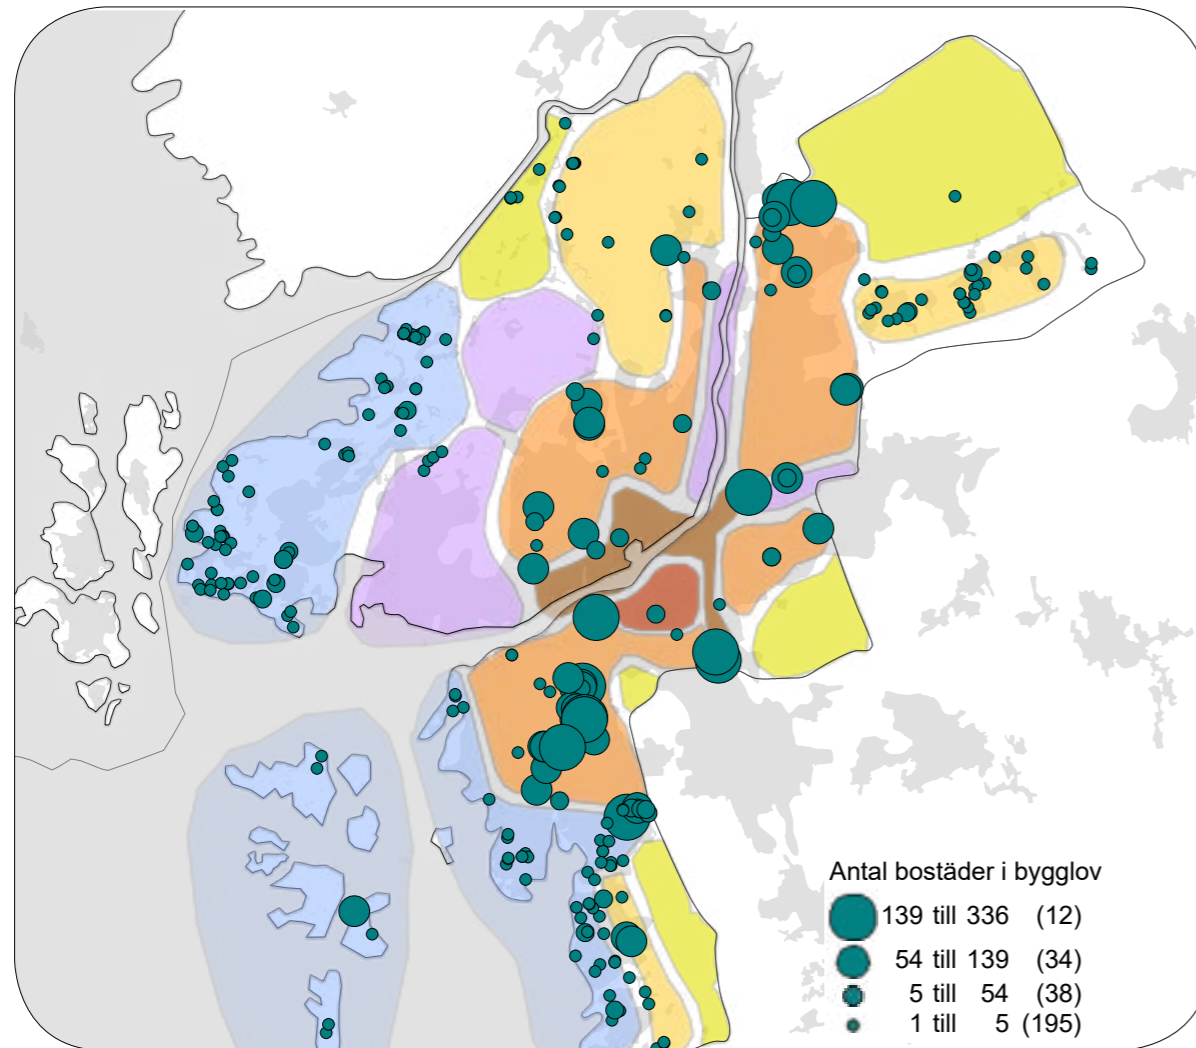 Antal bostäder i bygglov
139 till 336 (12)
54 till 139 (34)
5 till 54 (38)
1 till 5 (195)